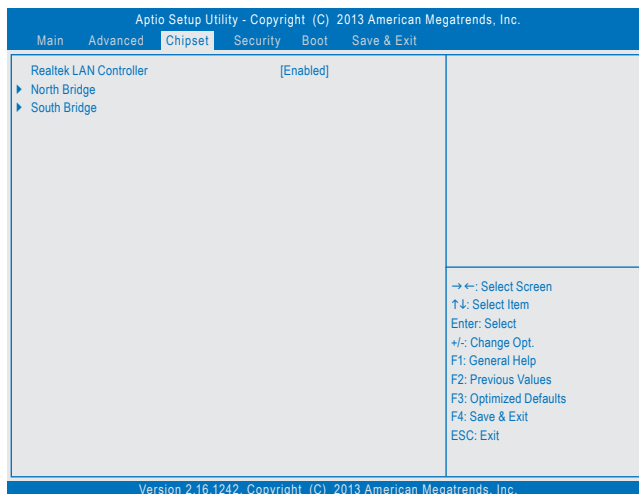 Aptio Setup Utility - Copyright (C) 2013 American Megatrends, Inc.
Main Advanced Chipset Security Boot Save & Exit
Realtek LAN Controller [Enabled]
North Bridge
South Bridge
→←: Select Screen
↑↓: Select Item
Enter: Select
+/-: Change Opt.
F1: General Help
F2: Previous Values
F3: Optimized Defaults
F4: Save & Exit
ESC: Exit
Version 2.16.1242. Copyright (C) 2013 American Megatrends, Inc.